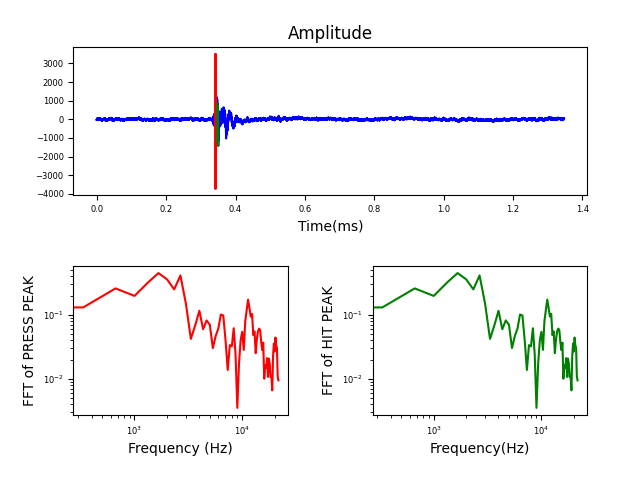 Amplitude
3000
2000
1000
0
−1000
−2000
−3000
−4000
0.0 0.2 0.4 0.6 0.8 1.0 1.2 1.4
Time(ms)
FFT of PRESS PEAK
10⁻¹
10⁻²
10³ 10⁴
Frequency (Hz)
FFT of HIT PEAK
10⁻¹
10⁻²
10³ 10⁴
Frequency(Hz)